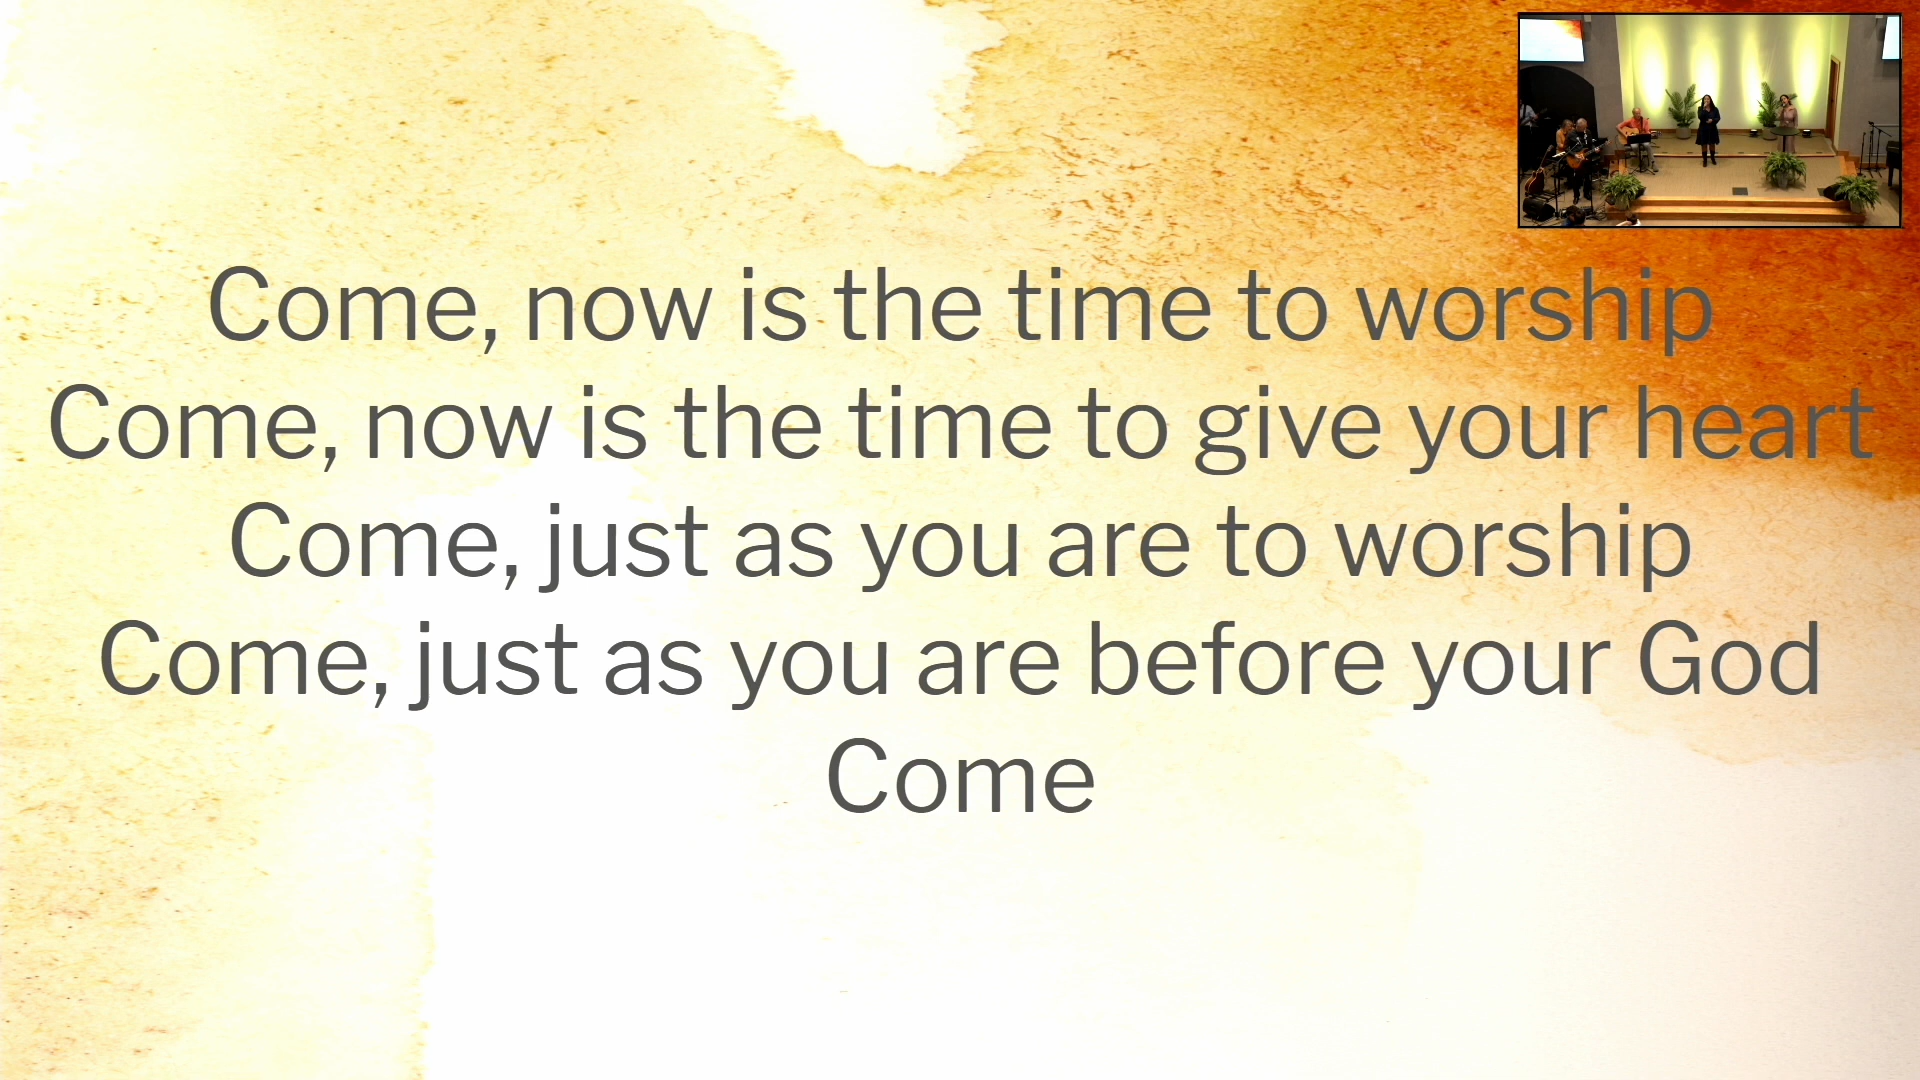 Come, now is the time to worship
Come, now is the time to give your heart
Come, just as you are to worship
Come, just as you are before your God
Come